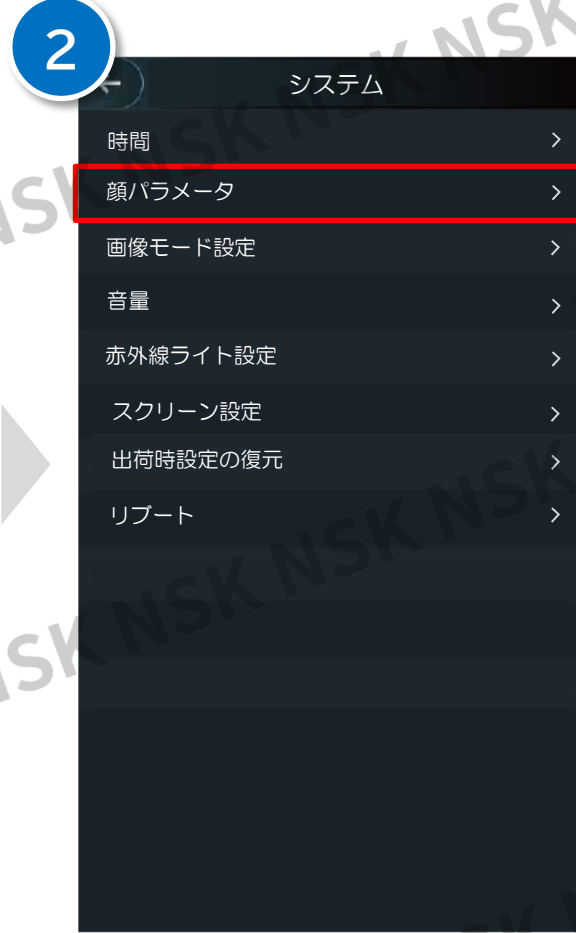 2
システム
時間
顔パラメータ
画像モード設定
音量
赤外線ライト設定
スクリーン設定
出荷時設定の復元
リブート
NSK NSK NSK
NSK NSK NSK